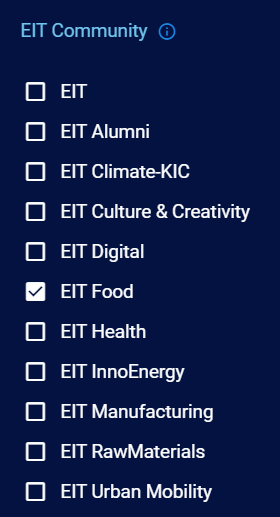 EIT Community
EIT
EIT Alumni
EIT Climate-KIC
EIT Culture & Creativity
EIT Digital
EIT Food
EIT Health
EIT InnoEnergy
EIT Manufacturing
EIT RawMaterials
EIT Urban Mobility